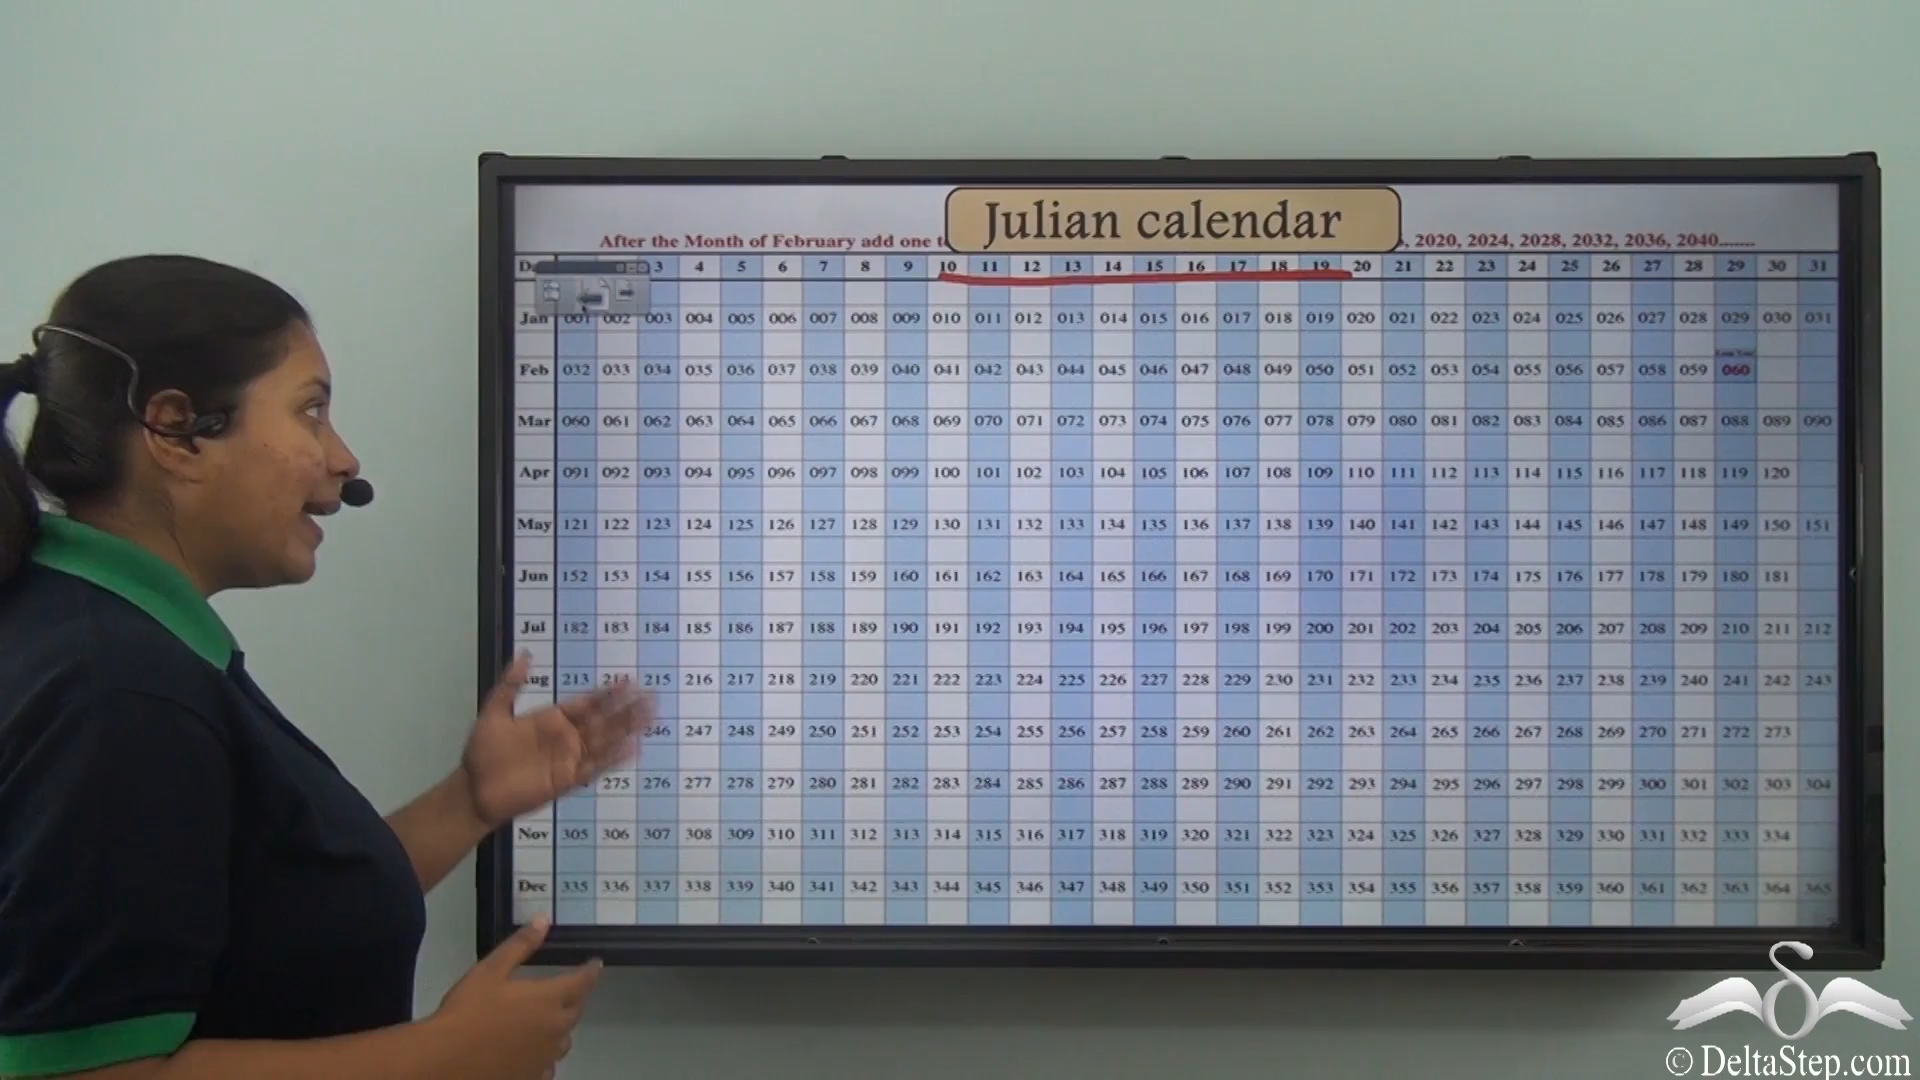 Julian calendar
After the Month of February add one t 2020, 2024, 2028, 2032, 2036, 2040.......
3 4 5 6 7 8 9 10 11 12 13 14 15 16 17 18 19 20 21 22 23 24 25 26 27 28 29 30 31
Jan 001 002 003 004 005 006 007 008 009 010 011 012 013 014 015 016 017 018 019 020 021 022 023 024 025 026 027 028 029 030 031
Feb 032 033 034 035 036 037 038 039 040 041 042 043 044 045 046 047 048 049 050 051 052 053 054 055 056 057 058 059 060
Mar 060 061 062 063 064 065 066 067 068 069 070 071 072 073 074 075 076 077 078 079 080 081 082 083 084 085 086 087 088 089 090
Apr 091 092 093 094 095 096 097 098 099 100 101 102 103 104 105 106 107 108 109 110 111 112 113 114 115 116 117 118 119 120
May 121 122 123 124 125 126 127 128 129 130 131 132 133 134 135 136 137 138 139 140 141 142 143 144 145 146 147 148 149 150 151
Jun 152 153 154 155 156 157 158 159 160 161 162 163 164 165 166 167 168 169 170 171 172 173 174 175 176 177 178 179 180 181
Jul 182 183 184 185 186 187 188 189 190 191 192 193 194 195 196 197 198 199 200 201 202 203 204 205 206 207 208 209 210 211 212
ug 213 214 215 216 217 218 219 220 221 222 223 224 225 226 227 228 229 230 231 232 233 234 235 236 237 238 239 240 241 242 243
246 247 248 249 250 251 252 253 254 255 256 257 258 259 260 261 262 263 264 265 266 267 268 269 270 271 272 273
275 276 277 278 279 280 281 282 283 284 285 286 287 288 289 290 291 292 293 294 295 296 297 298 299 300 301 302 303 304
Nov 305 306 307 308 309 310 311 312 313 314 315 316 317 318 319 320 321 322 323 324 325 326 327 328 329 330 331 332 333 334
Dec 335 336 337 338 339 340 341 342 343 344 345 346 347 348 349 350 351 352 353 354 355 356 357 358 359 360 361 362 363 364 365
© DeltaStep.com